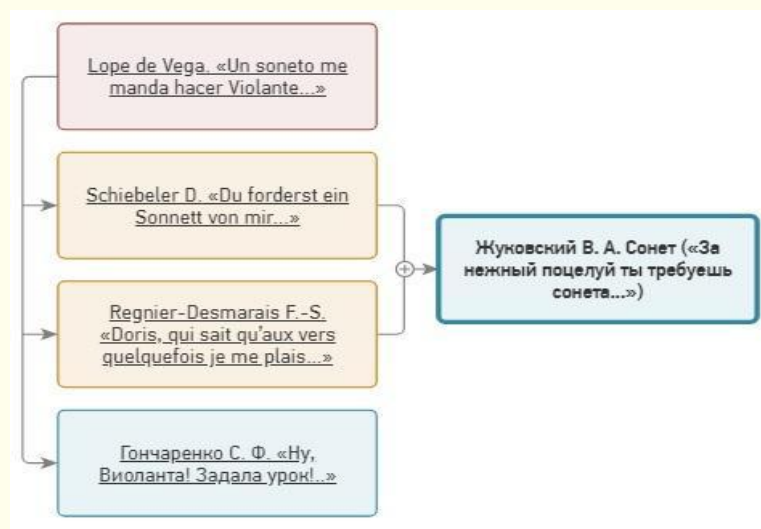 Lope de Vega. «Un soneto me
manda hacer Violante...»
Schiebeler D. «Du forderst ein
Sonnett von mir...»
Regnier-Desmarais F.-S.
«Doris, qui sait qu'aux vers
quelquefois je me plais...»
Гончаренко С. Ф. «Ну,
Виоланта! Задала урок!..»
Жуковский В. А. Сонет («За
нежный поцелуй ты требуешь
сонета...»)